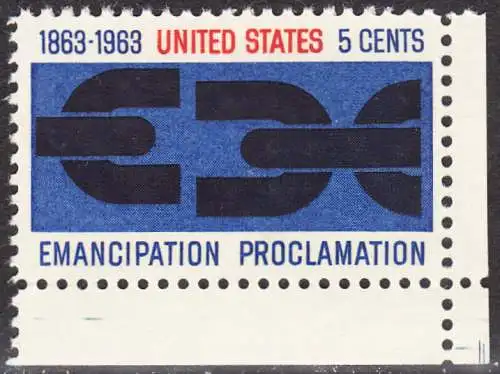 1863-1963 UNITED STATES 5 CENTS
EMANCIPATION PROCLAMATION